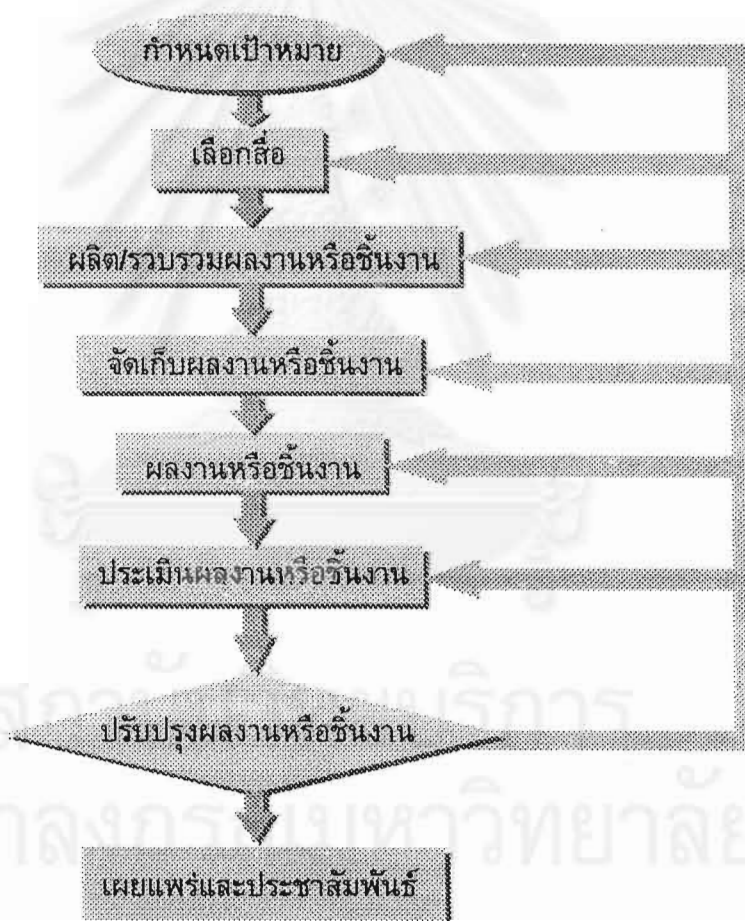 กำหนดเป้าหมาย
เลือกสื่อ
ผลิต/รวบรวมผลงานหรือชิ้นงาน
จัดเก็บผลงานหรือชิ้นงาน
ผลงานหรือชิ้นงาน
ประเมินผลงานหรือชิ้นงาน
ปรับปรุงผลงานหรือชิ้นงาน
เผยแพร่และประชาสัมพันธ์